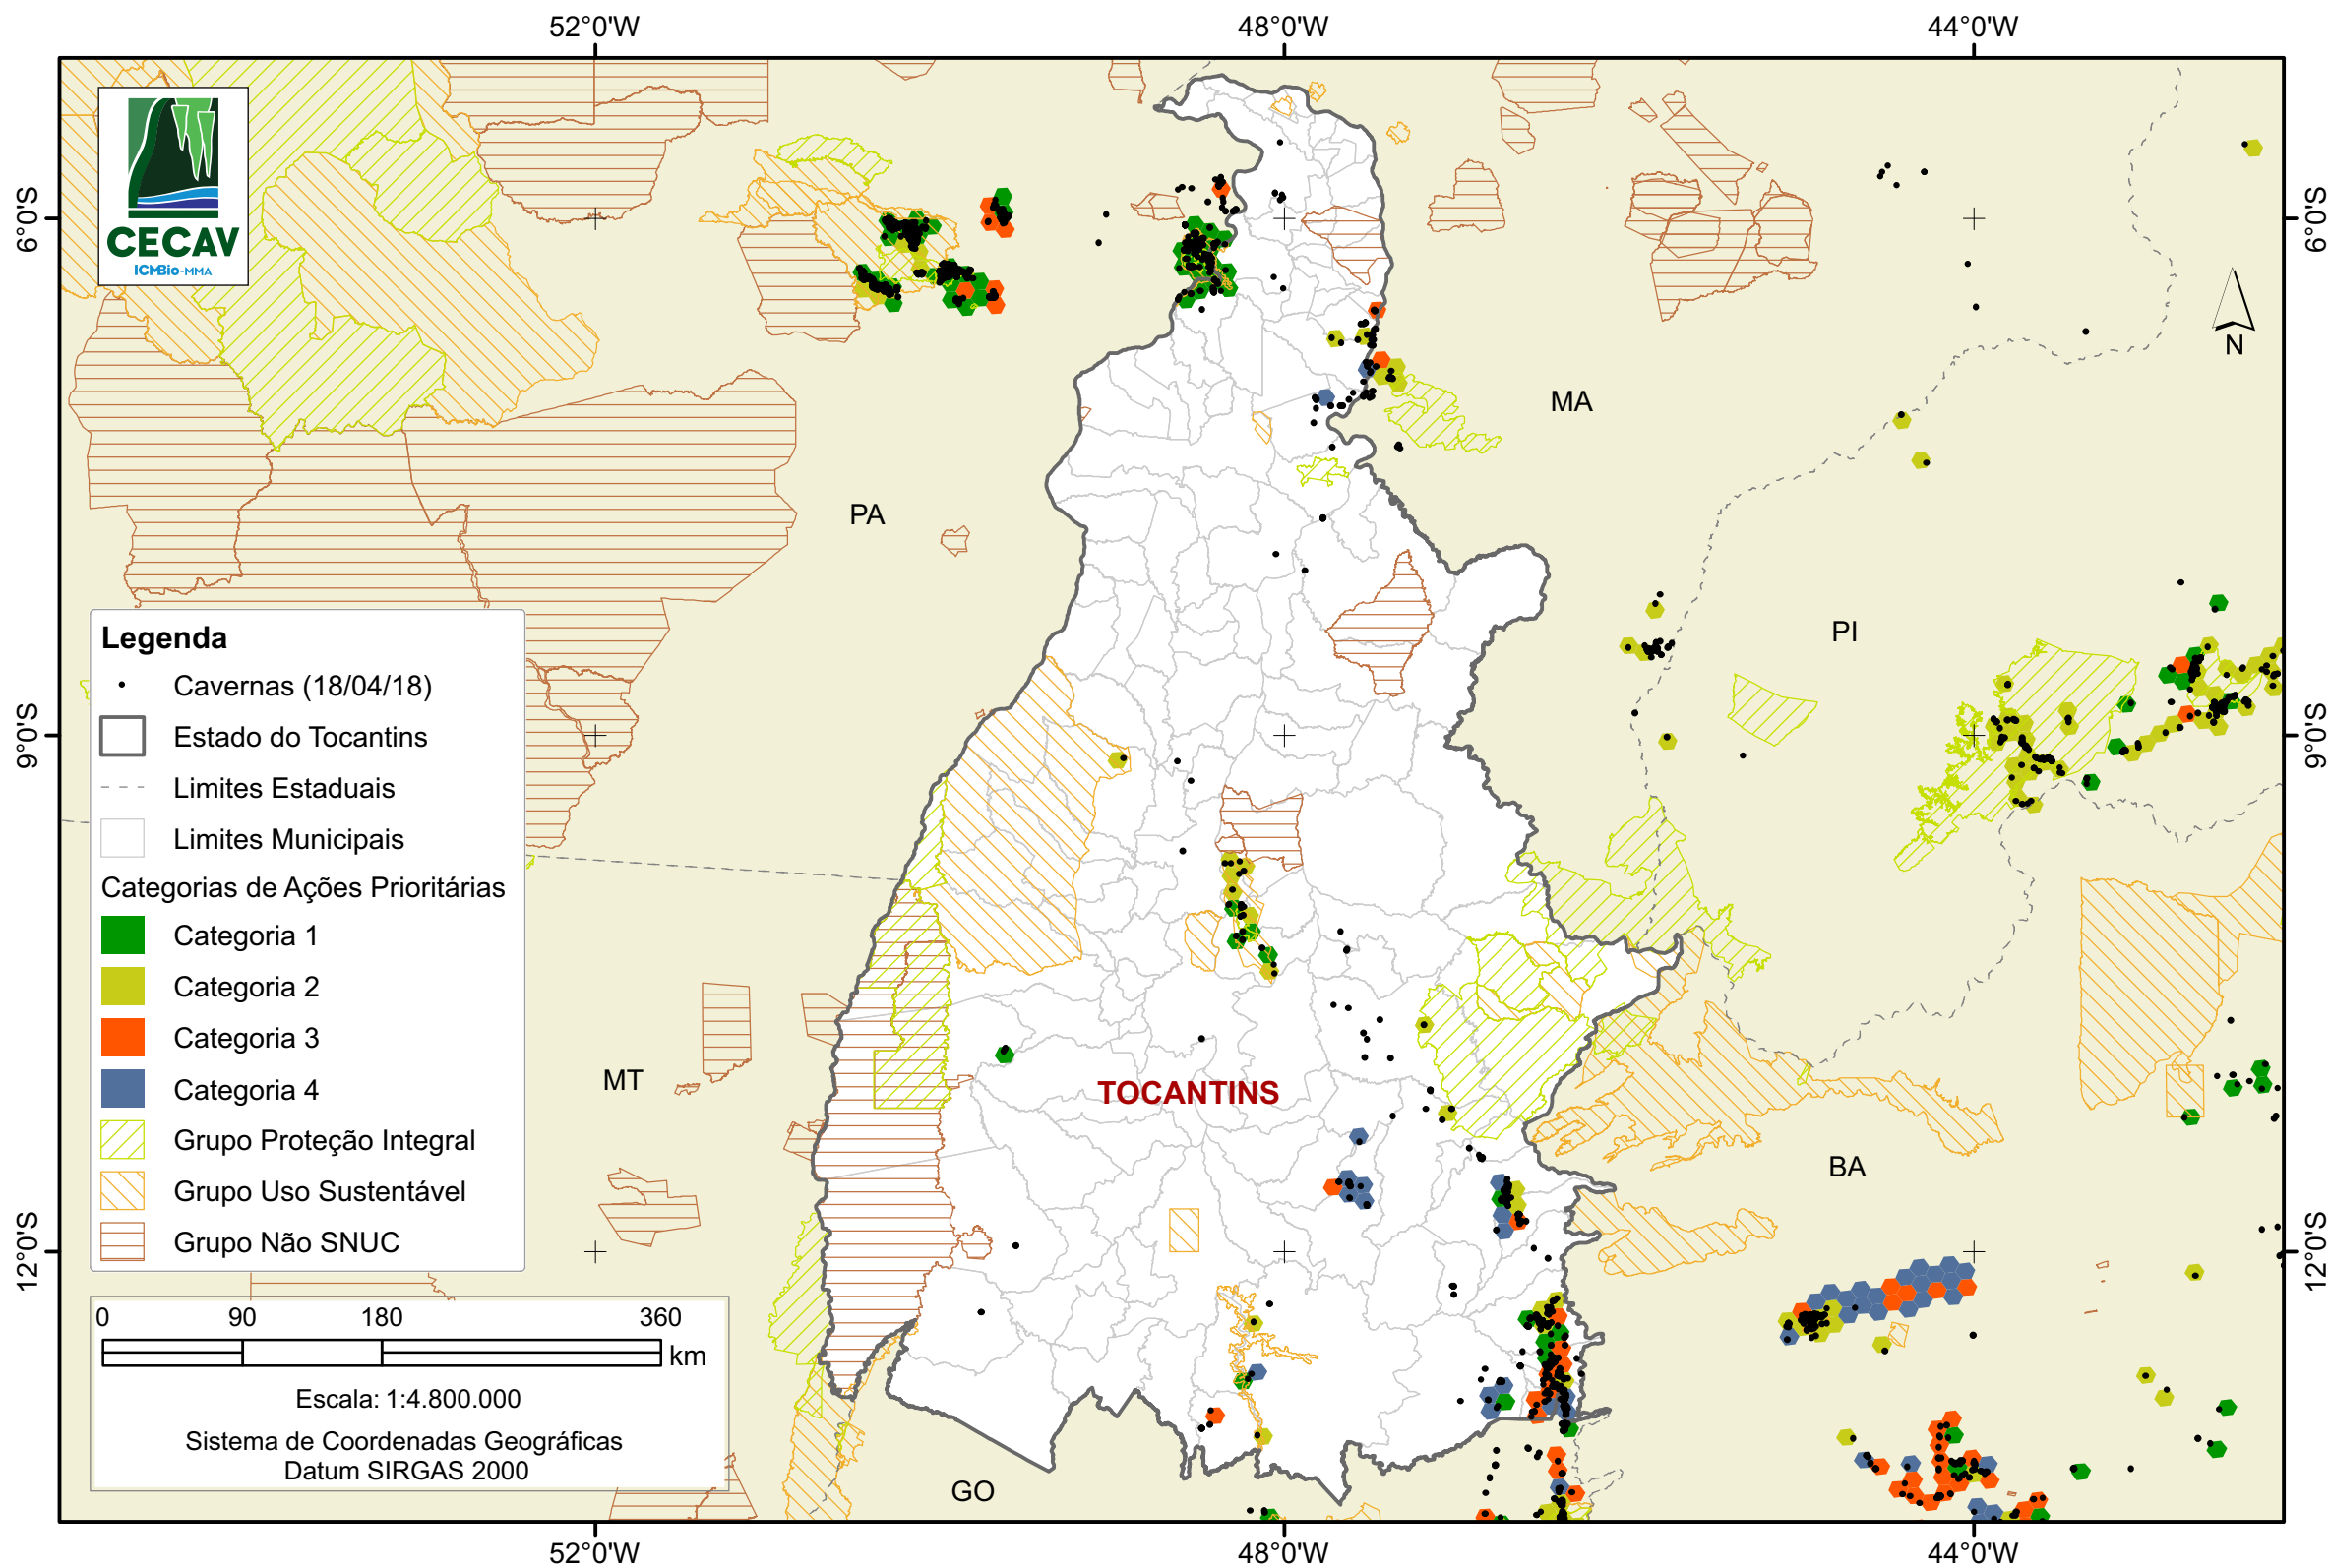 52°0'W 48°0'W 44°0'W
6°0'S 6°0'S
CECAV
ICMBio-MMA
N
MA
PA
PI
Legenda
Cavernas (18/04/18)
Estado do Tocantins
Limites Estaduais
Limites Municipais
Categorias de Ações Prioritárias
Categoria 1
Categoria 2
Categoria 3
Categoria 4
Grupo Proteção Integral
Grupo Uso Sustentável
Grupo Não SNUC
9°0'S 9°0'S
MT
TOCANTINS
BA
12°0'S 12°0'S
0 90 180 360
km
Escala: 1:4.800.000
Sistema de Coordenadas Geográficas
Datum SIRGAS 2000
GO
52°0'W 48°0'W 44°0'W